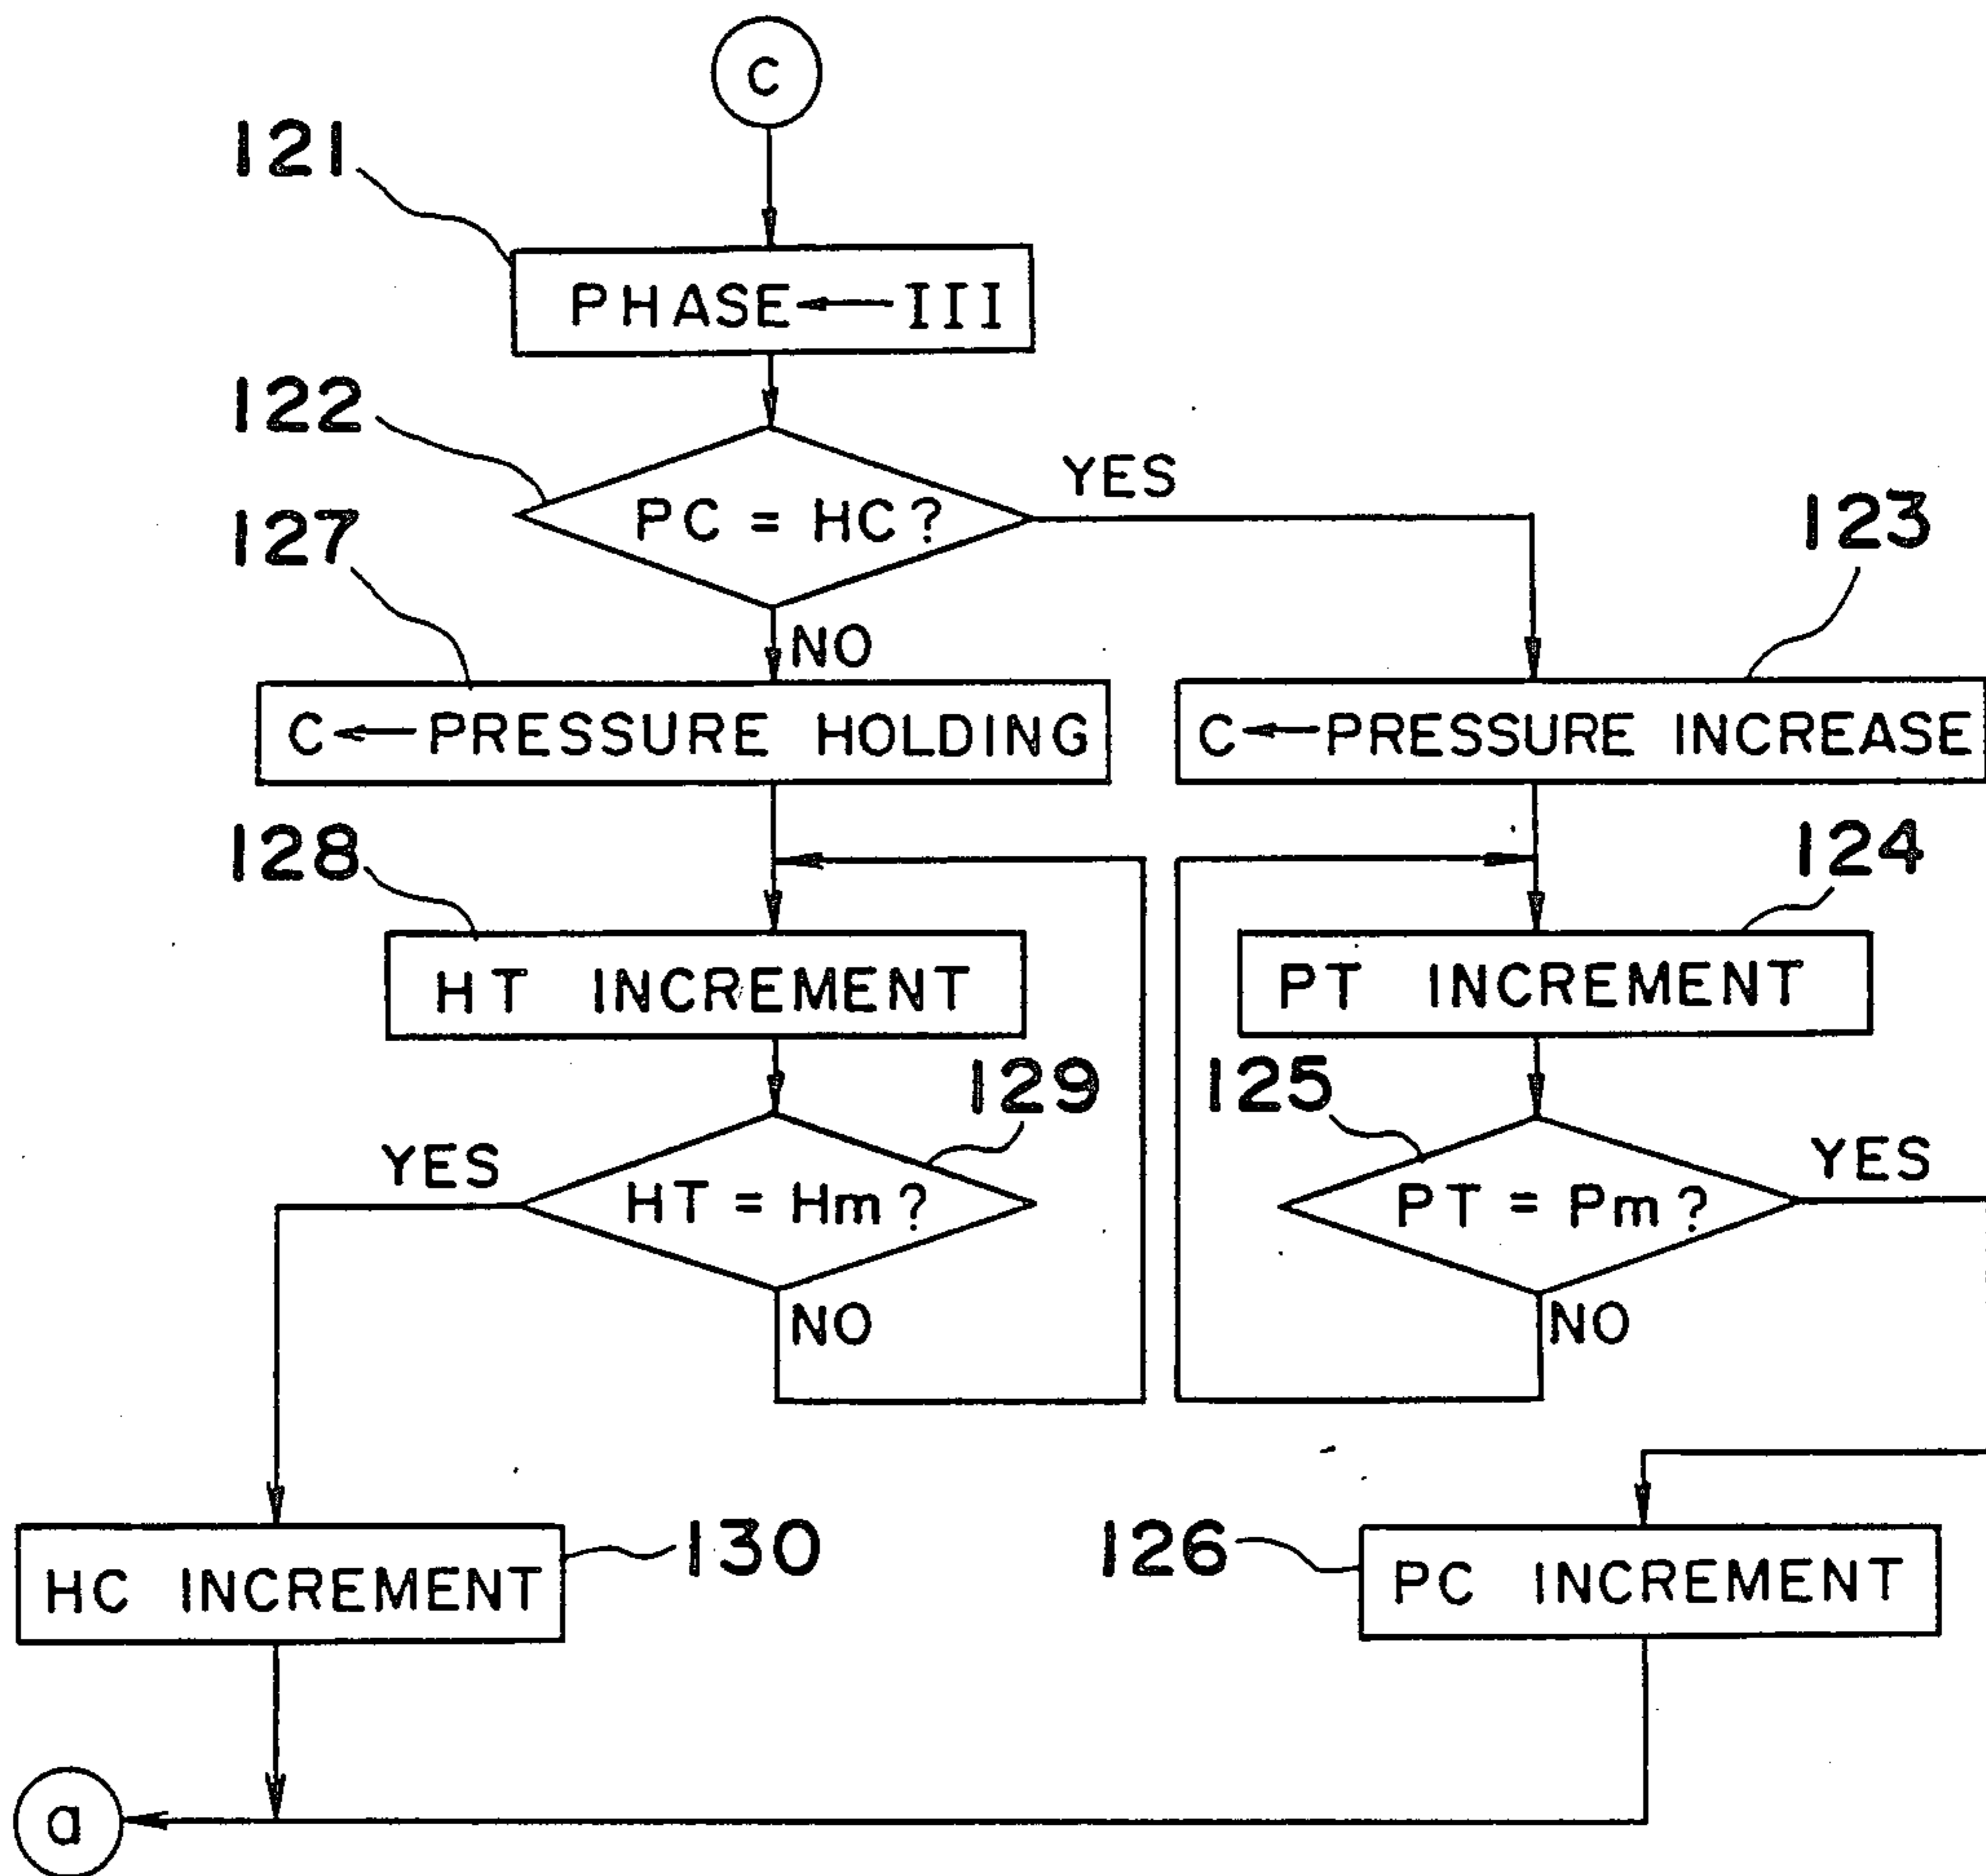 C
121
PHASE ← III
122
PC = HC?
YES
NO
127
C ← PRESSURE HOLDING
123
C ← PRESSURE INCREASE
128
HT INCREMENT
124
PT INCREMENT
129
HT = Hm?
YES
NO
125
PT = Pm?
YES
NO
HC INCREMENT
130
126
PC INCREMENT
a